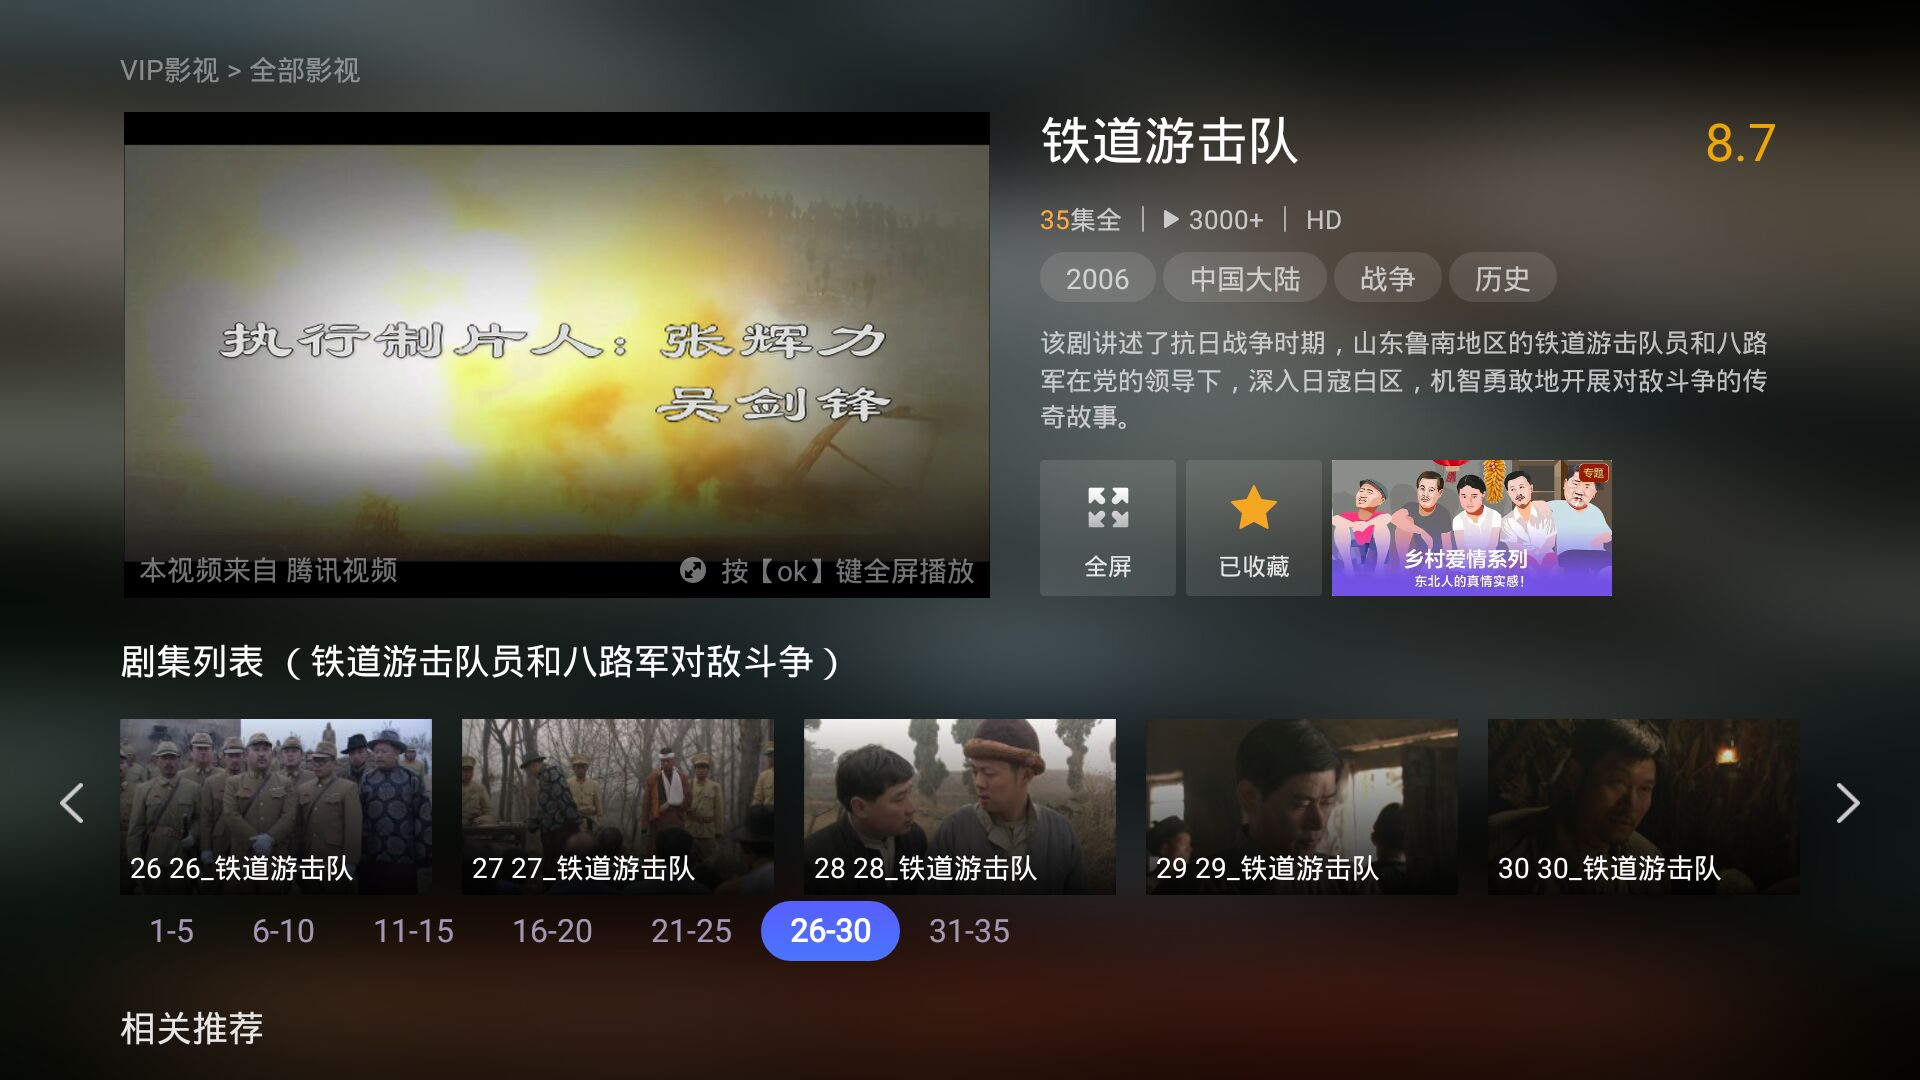 VIP影视 > 全部影视
执行制片人：张辉力
吴剑锋
本视频来自 腾讯视频
按【ok】键全屏播放
铁道游击队
8.7
35集全 | 3000+ | HD
2006 中国大陆 战争 历史
该剧讲述了抗日战争时期，山东鲁南地区的铁道游击队员和八路
军在党的领导下，深入日寇白区，机智勇敢地开展对敌斗争的传
奇故事。
全屏
已收藏
专题
乡村爱情系列
东北人的真情实感!
剧集列表（铁道游击队员和八路军对敌斗争）
26 26_铁道游击队
27 27_铁道游击队
28 28_铁道游击队
29 29_铁道游击队
30 30_铁道游击队
1-5 6-10 11-15 16-20 21-25 26-30 31-35
相关推荐